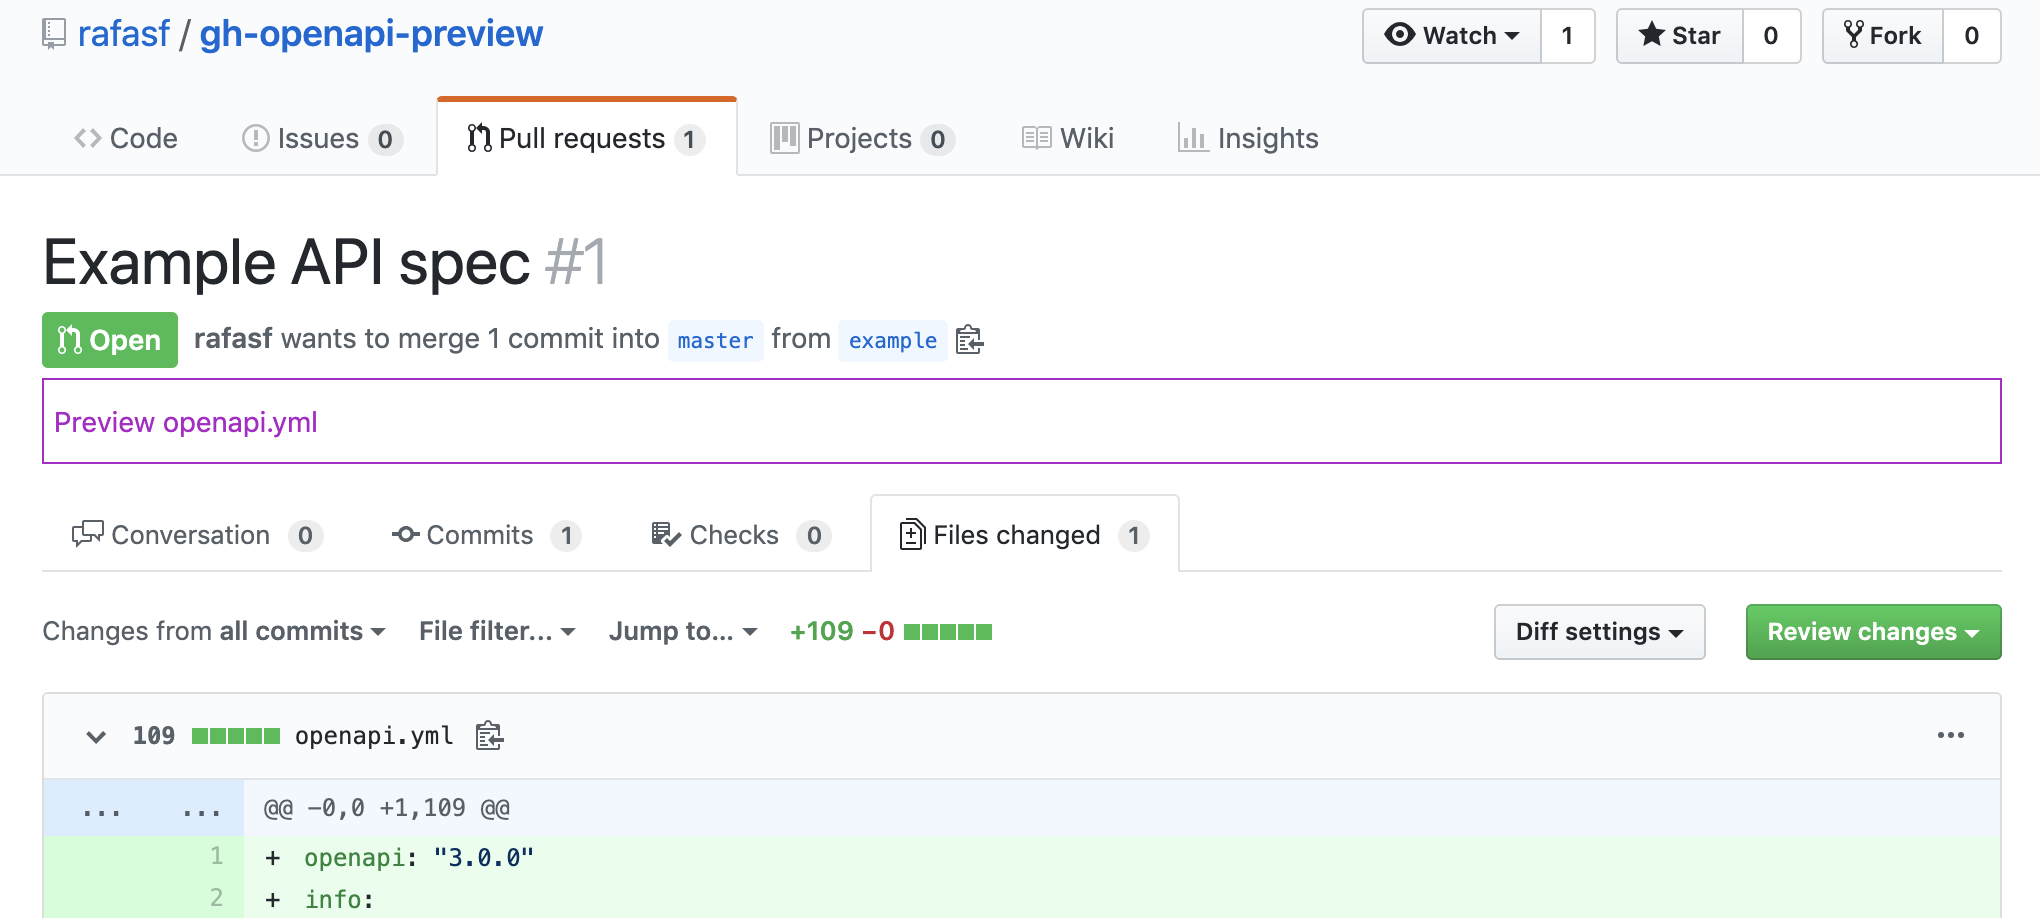 rafasf / gh-openapi-preview Watch 1 Star 0 Fork 0
Code Issues 0 Pull requests 1 Projects 0 Wiki Insights
Example API spec #1
Open rafasf wants to merge 1 commit into master from example
Preview openapi.yml
Conversation 0 Commits 1 Checks 0 Files changed 1
Changes from all commits File filter... Jump to... +109 −0 Diff settings Review changes
109 openapi.yml ...
... ... @@ -0,0 +1,109 @@
1 + openapi: "3.0.0"
2 + info: